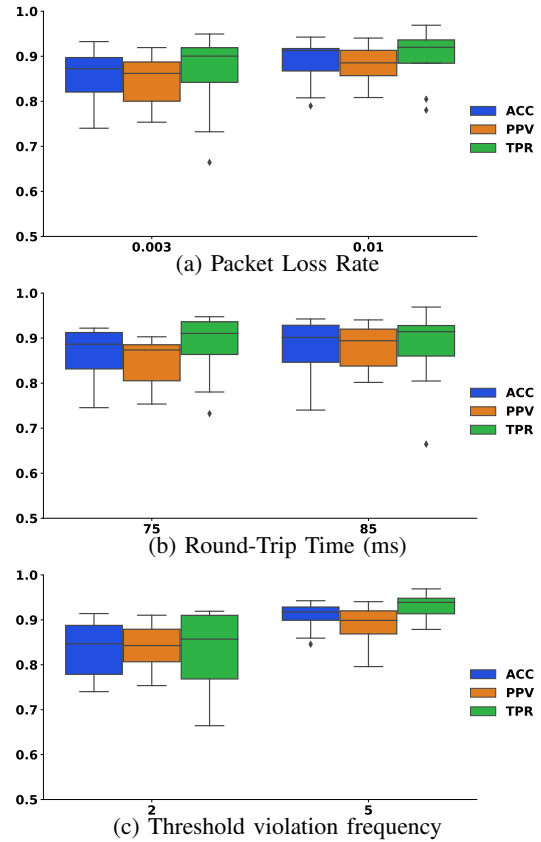 1.0
0.9
0.8
0.7
0.6
0.5
ACC
PPV
TPR
0.003 0.01
(a) Packet Loss Rate
1.0
0.9
0.8
0.7
0.6
0.5
ACC
PPV
TPR
75 85
(b) Round-Trip Time (ms)
1.0
0.9
0.8
0.7
0.6
0.5
ACC
PPV
TPR
2 5
(c) Threshold violation frequency